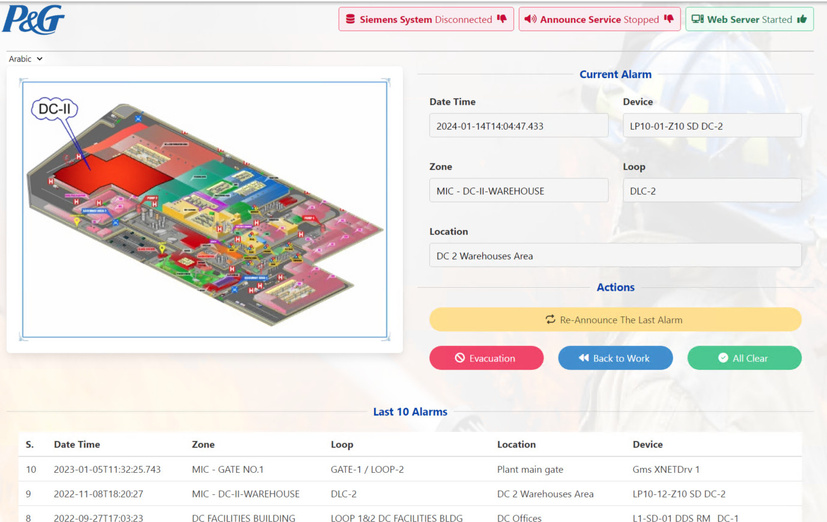 P&G
Siemens System Disconnected
Announce Service Stopped
Web Server Started
Arabic
DC-II
Current Alarm
Date Time
Device
2024-01-14T14:04:47.433
LP10-01-Z10 SD DC-2
Zone
Loop
MIC - DC-II-WAREHOUSE
DLC-2
Location
DC 2 Warehouses Area
Actions
Re-Announce The Last Alarm
Evacuation
Back to Work
All Clear
Last 10 Alarms
S. Date Time Zone Loop Location Device
10 2023-01-05T11:32:25.743 MIC - GATE NO.1 GATE-1 / LOOP-2 Plant main gate Gms XNETDrv 1
9 2022-11-08T18:20:27 MIC - DC-II-WAREHOUSE DLC-2 DC 2 Warehouses Area LP10-12-Z10 SD DC-2
8 2022-09-27T17:03:23 DC FACILITIES BUILDING LOOP 1&2 DC FACILITIES BLDG DC Offices L1-SD-01 DDS RM DC-1